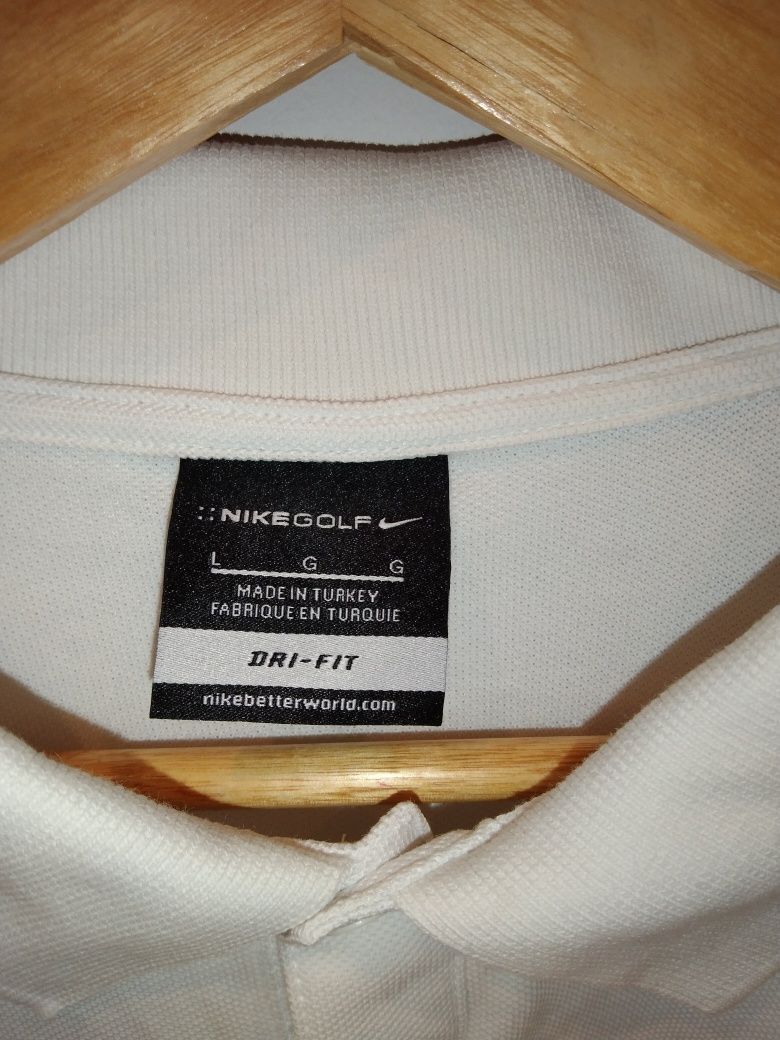 NIKEGOLF
L G G
MADE IN TURKEY
FABRIQUE EN TURQUIE
DRI-FIT
nikebetterworld.com